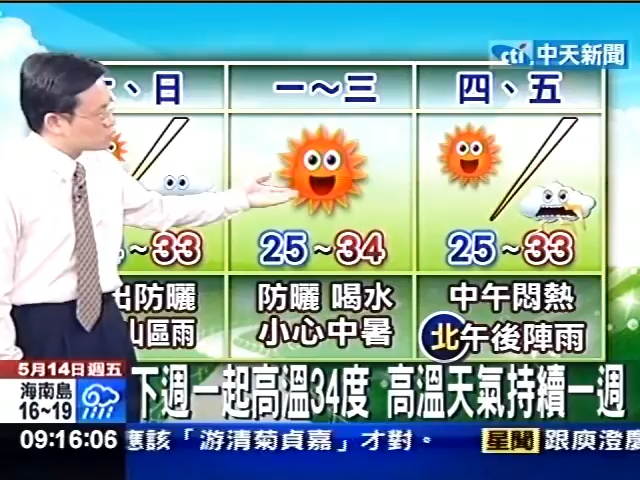 cti 中天新聞
、日
一～三
四、五
~33
25~34
25~33
出防曬
山區雨
防曬 喝水
小心中暑
中午悶熱
北午後陣雨
5月14日週五
海南島
16~19
下週一起高溫34度 高溫天氣持續一週
09:16:06 應該「游清菊貞嘉」才對。 星聞 跟庾澄慶